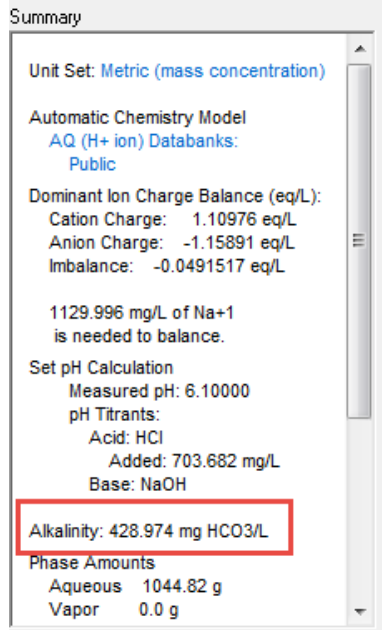 Summary
Unit Set: Metric (mass concentration)
Automatic Chemistry Model
AQ (H+ ion) Databanks:
Public
Dominant Ion Charge Balance (eq/L):
Cation Charge: 1.10976 eq/L
Anion Charge: -1.15891 eq/L
Imbalance: -0.0491517 eq/L
1129.996 mg/L of Na+1
is needed to balance.
Set pH Calculation
Measured pH: 6.10000
pH Titrants:
Acid: HCl
Added: 703.682 mg/L
Base: NaOH
Alkalinity: 428.974 mg HCO3/L
Phase Amounts
Aqueous 1044.82 g
Vapor 0.0 g